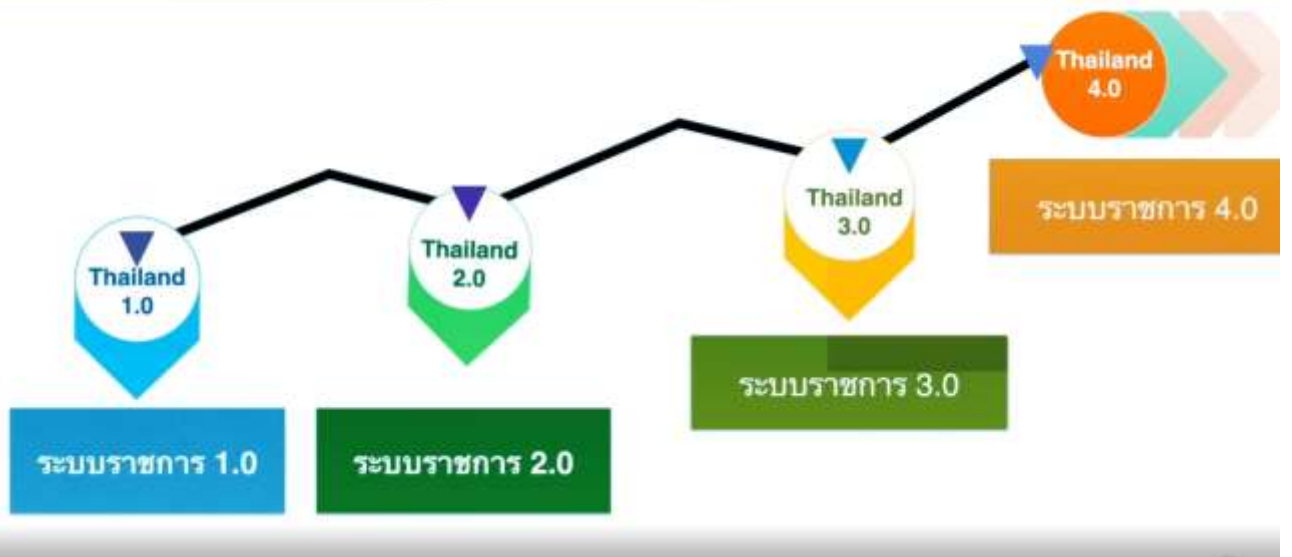 Thailand
1.0
ระบบราชการ 1.0
Thailand
2.0
ระบบราชการ 2.0
Thailand
3.0
ระบบราชการ 3.0
Thailand
4.0
ระบบราชการ 4.0